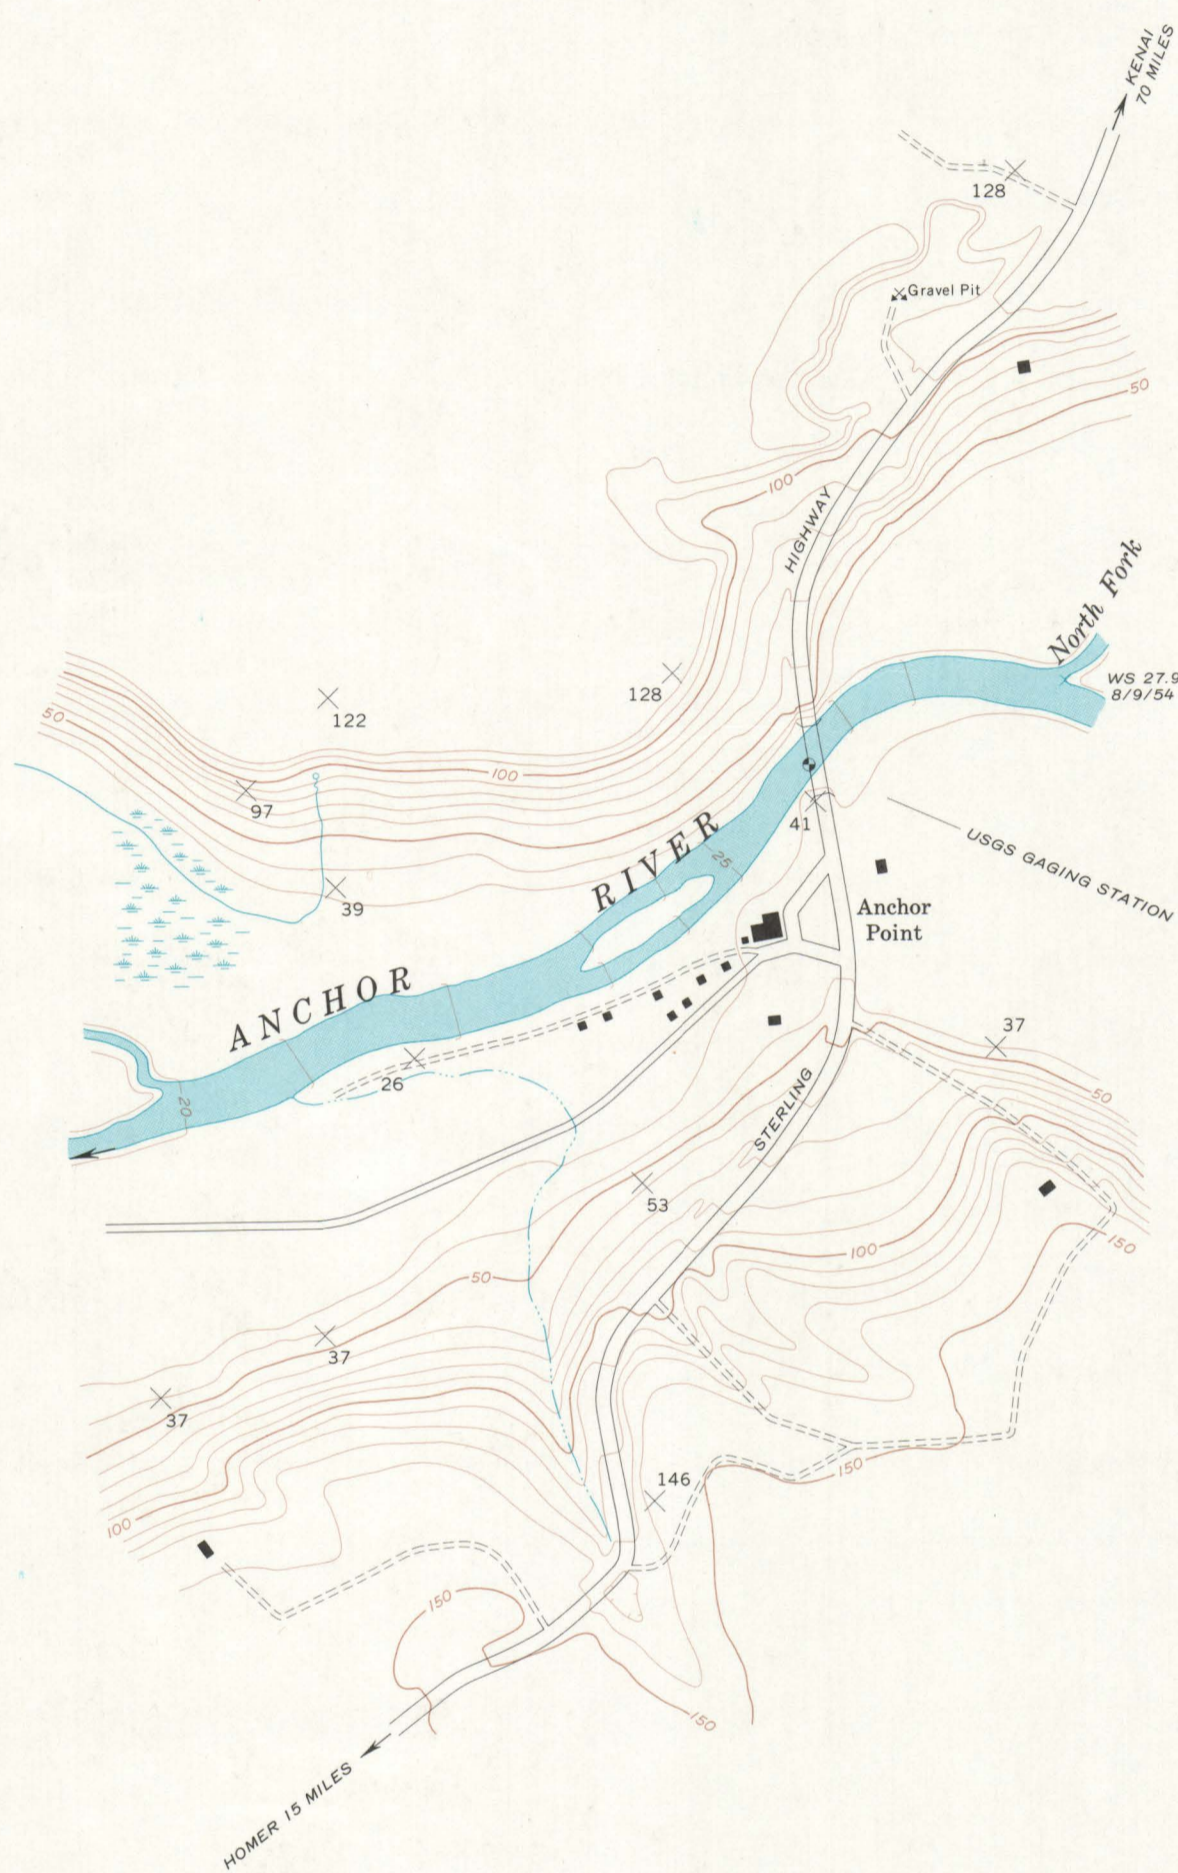 KENAI
70 MILES
128
Gravel Pit
50
100
HIGHWAY
North Fork
WS 27.9
8/9/54
128
122
50
100
97
41
RIVER
25
USGS GAGING STATION
39
Anchor
Point
ANCHOR
37
26
20
50
STERLING
53
150
100
50
37
37
150
146
100
150
150
HOMER 15 MILES